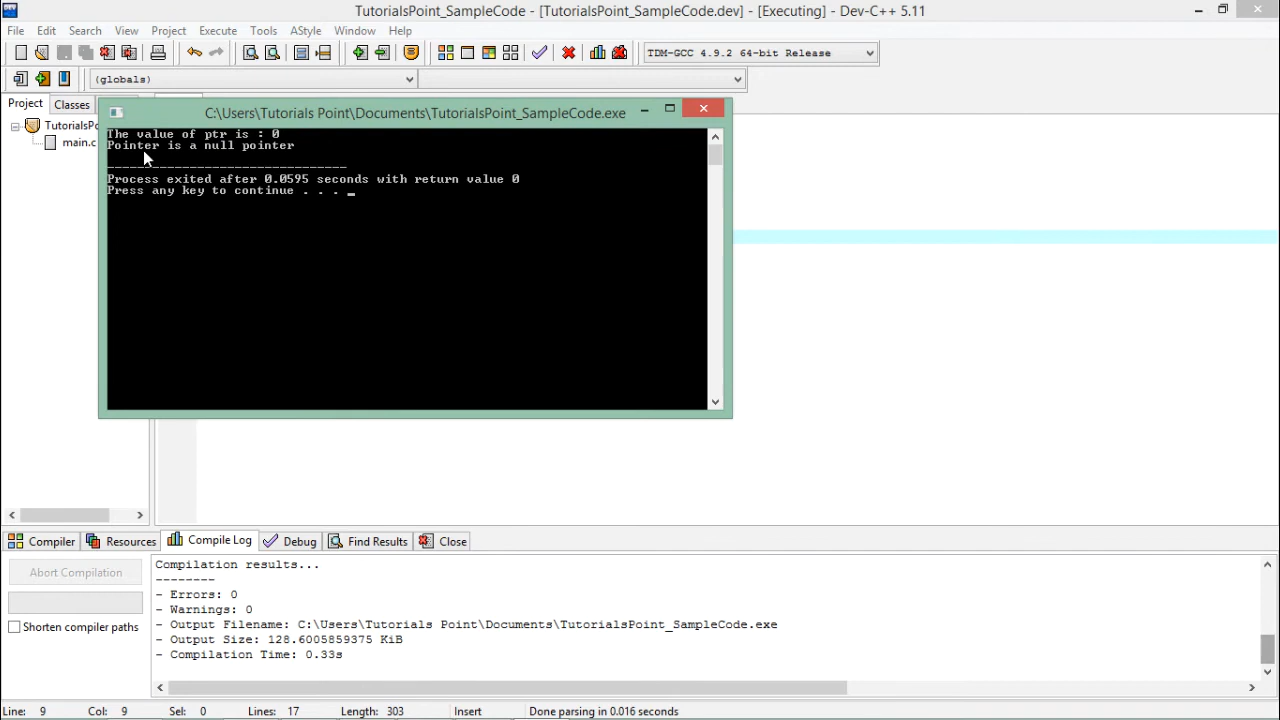 TutorialsPoint_SampleCode - [TutorialsPoint_SampleCode.dev] - [Executing] - Dev-C++ 5.11
File Edit Search View Project Execute Tools AStyle Window Help
TDM-GCC 4.9.2 64-bit Release
(globals)
Project Classes
C:\Users\Tutorials Point\Documents\TutorialsPoint_SampleCode.exe
TutorialsPo
main.c
The value of ptr is : 0
Pointer is a null pointer
--------------------------------
Process exited after 0.0595 seconds with return value 0
Press any key to continue . . . _
Compiler Resources Compile Log Debug Find Results Close
Abort Compilation
Shorten compiler paths
Compilation results...
--------
- Errors: 0
- Warnings: 0
- Output Filename: C:\Users\Tutorials Point\Documents\TutorialsPoint_SampleCode.exe
- Output Size: 128.6005859375 KiB
- Compilation Time: 0.33s
Line: 9 Col: 9 Sel: 0 Lines: 17 Length: 303 Insert Done parsing in 0.016 seconds